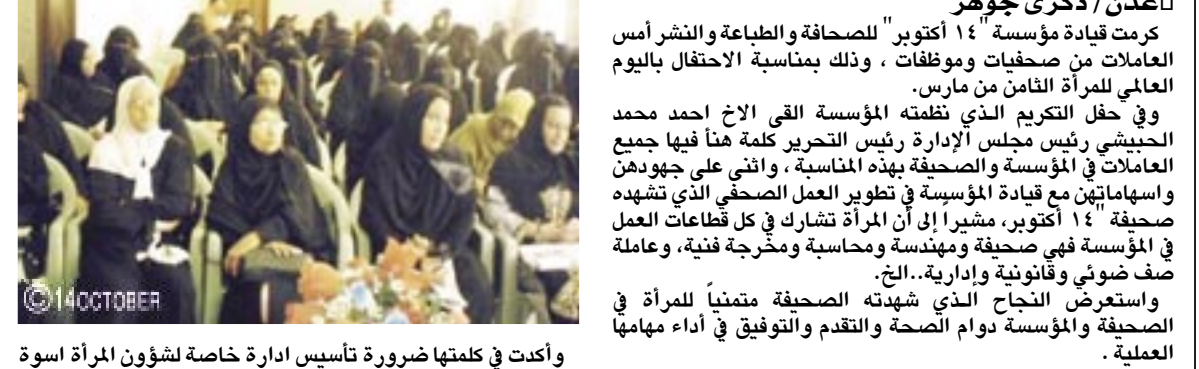 عدن / ذكرى جوهر
كرمت قيادة مؤسسة "١٤ أكتوبر" للصحافة والطباعة والنشر أمس
العاملات من صحفيات وموظفات ، وذلك بمناسبة الاحتفال باليوم
العالمي للمرأة الثامن من مارس.
وفي حفل التكريم الذي نظمته المؤسسة القى الاخ احمد محمد
الحبيشي رئيس مجلس الإدارة رئيس التحرير كلمة هنأ فيها جميع
العاملات في المؤسسة والصحيفة بهذه المناسبة ، واثنى على جهودهن
واسهاماتهن مع قيادة المؤسسة في تطوير العمل الصحفي الذي تشهده
صحيفة "١٤ أكتوبر، مشيراً إلى أن المرأة تشارك في كل قطاعات العمل
في المؤسسة فهي صحيفة ومهندسة ومحاسبة ومخرجة فنية، وعاملة
صف ضوئي وقانونية وإدارية..الخ.
واستعرض النجاح الذي شهدته الصحيفة متمنياً للمرأة في
الصحيفة والمؤسسة دوام الصحة والتقدم والتوفيق في أداء مهامها
العملية .
©14OCTOBER
وأكدت في كلمتها ضرورة تأسيس ادارة خاصة لشؤون المرأة اسوة